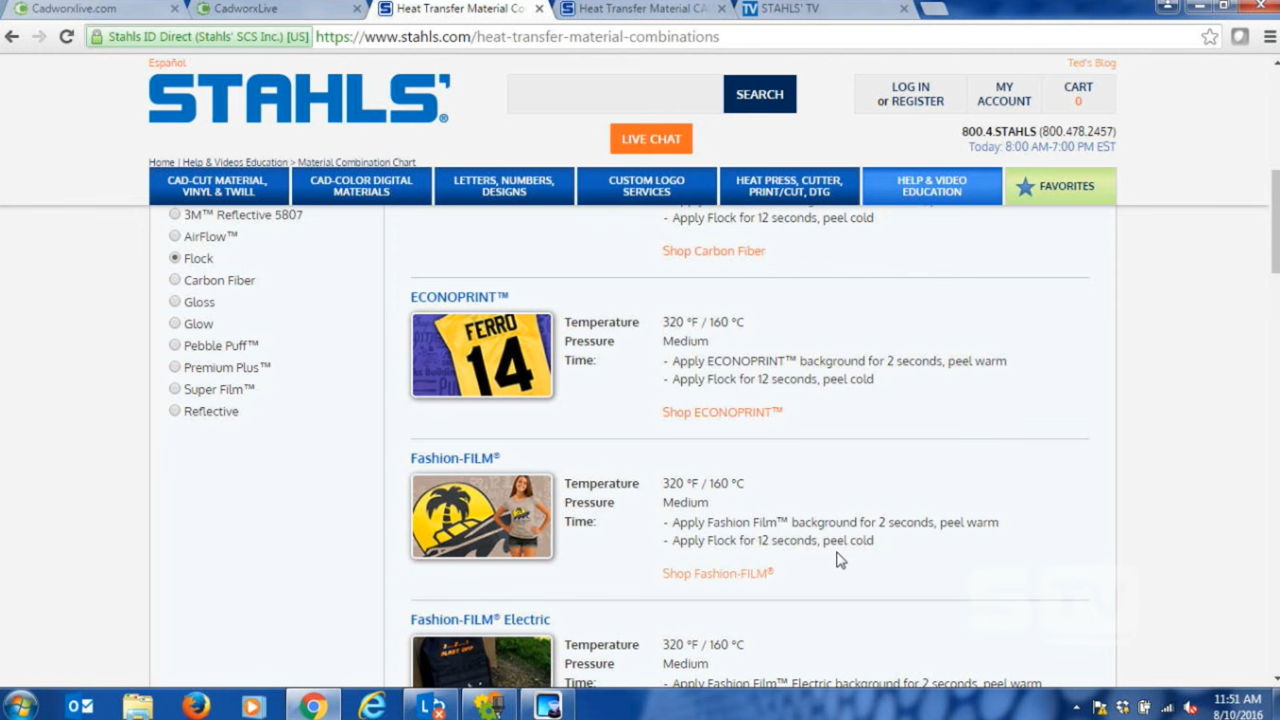 Cadworxlive.com
CadworxLive
Heat Transfer Material Co
Heat Transfer Material CA
STAHLS' TV
Stahls ID Direct (Stahls' SCS Inc.) [US]
https://www.stahls.com/heat-transfer-material-combinations
Español
Ted's Blog
STAHLS'®
SEARCH
LOG IN
or REGISTER
MY
ACCOUNT
CART
0
LIVE CHAT
800.4.STAHLS (800.478.2457)
Today: 8:00 AM-7:00 PM EST
Home | Help & Videos Education > Material Combination Chart
CAD-CUT MATERIAL,
VINYL & TWILL
CAD-COLOR DIGITAL
MATERIALS
LETTERS, NUMBERS,
DESIGNS
CUSTOM LOGO
SERVICES
HEAT PRESS, CUTTER,
PRINT/CUT, DTG
HELP & VIDEO
EDUCATION
FAVORITES
3M™ Reflective 5807
AirFlow™
Flock
Carbon Fiber
Gloss
Glow
Pebble Puff™
Premium Plus™
Super Film™
Reflective
- Apply Flock for 12 seconds, peel cold
Shop Carbon Fiber
ECONOPRINT™
FERRO
14
Temperature 320 °F / 160 °C
Pressure Medium
Time: - Apply ECONOPRINT™ background for 2 seconds, peel warm
- Apply Flock for 12 seconds, peel cold
Shop ECONOPRINT™
Fashion-FILM®
Temperature 320 °F / 160 °C
Pressure Medium
Time: - Apply Fashion Film™ background for 2 seconds, peel warm
- Apply Flock for 12 seconds, peel cold
Shop Fashion-FILM®
Fashion-FILM® Electric
Temperature 320 °F / 160 °C
Pressure Medium
Time: - Apply Fashion Film™ Electric background for 2 seconds, peel warm
11:51 AM
8/10/2016